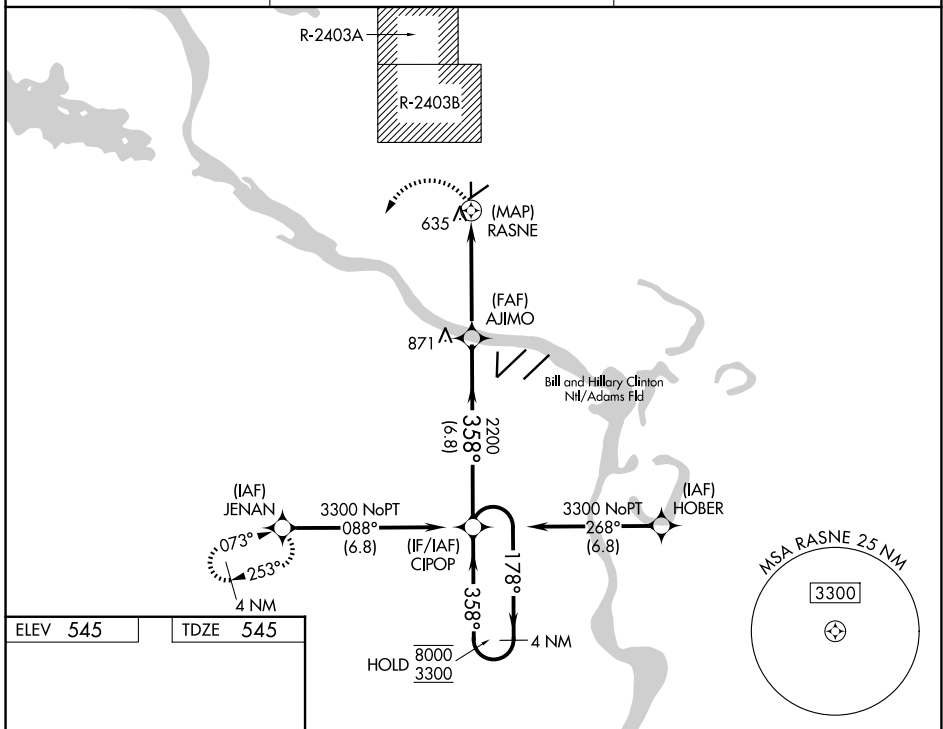 R-2403A
R-2403B
635
(MAP)
RASNE
(FAF)
AJIMO
871
Bill and Hillary Clinton
Ntl/Adams Fld
2200
358°
(6.8)
(IAF)
JENAN
3300 NoPT
088°
(6.8)
(IF/IAF)
CIPOP
3300 NoPT
268°
(6.8)
(IAF)
HOBER
073°
253°
4 NM
178°
358°
4 NM
HOLD
8000
3300
MSA RASNE 25 NM
3300
ELEV 545
TDZE 545